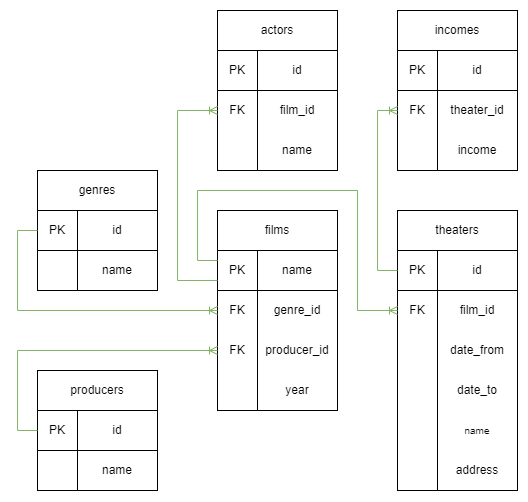 actors
PK id
FK film_id
name
incomes
PK id
FK theater_id
income
genres
PK id
name
films
PK name
FK genre_id
FK producer_id
year
theaters
PK id
FK film_id
date_from
date_to
name
address
producers
PK id
name